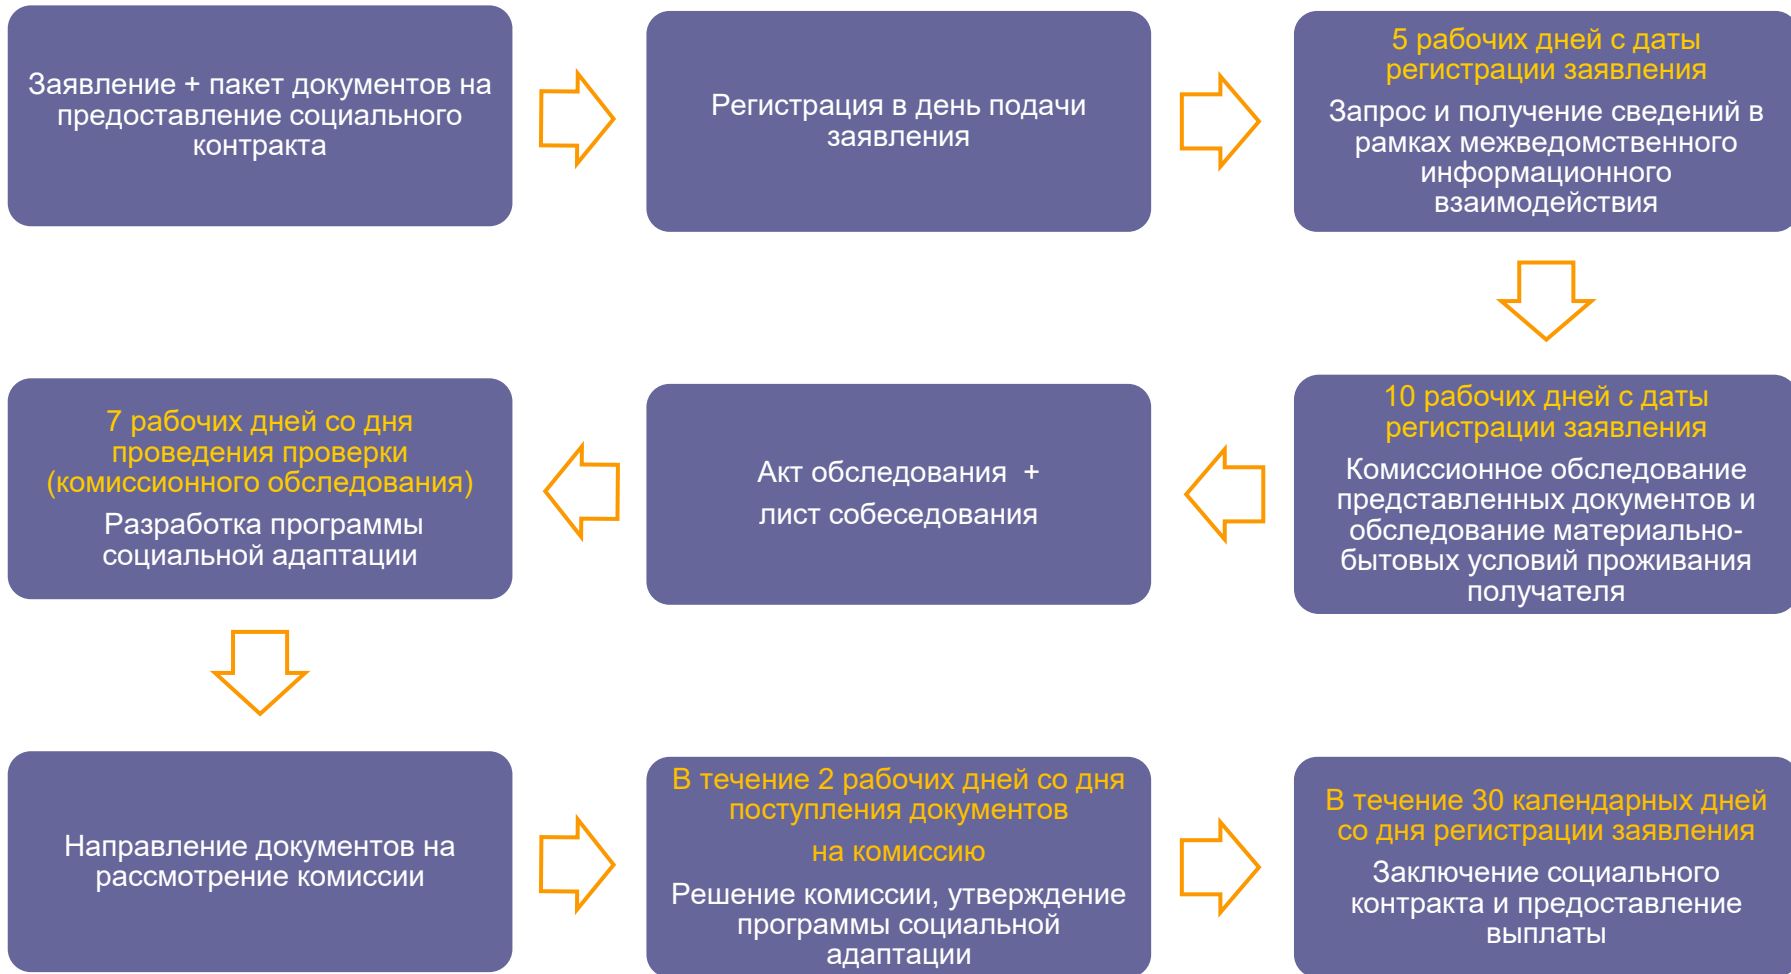 Заявление + пакет документов на
предоставление социального
контракта
Регистрация в день подачи
заявления
5 рабочих дней с даты
регистрации заявления
Запрос и получение сведений в
рамках межведомственного
информационного
взаимодействия
10 рабочих дней с даты
регистрации заявления
Комиссионное обследование
представленных документов и
обследование материально-
бытовых условий проживания
получателя
Акт обследования +
лист собеседования
7 рабочих дней со дня
проведения проверки
(комиссионного обследования)
Разработка программы
социальной адаптации
Направление документов на
рассмотрение комиссии
В течение 2 рабочих дней со дня
поступления документов
на комиссию
Решение комиссии, утверждение
программы социальной
адаптации
В течение 30 календарных дней
со дня регистрации заявления
Заключение социального
контракта и предоставление
выплаты